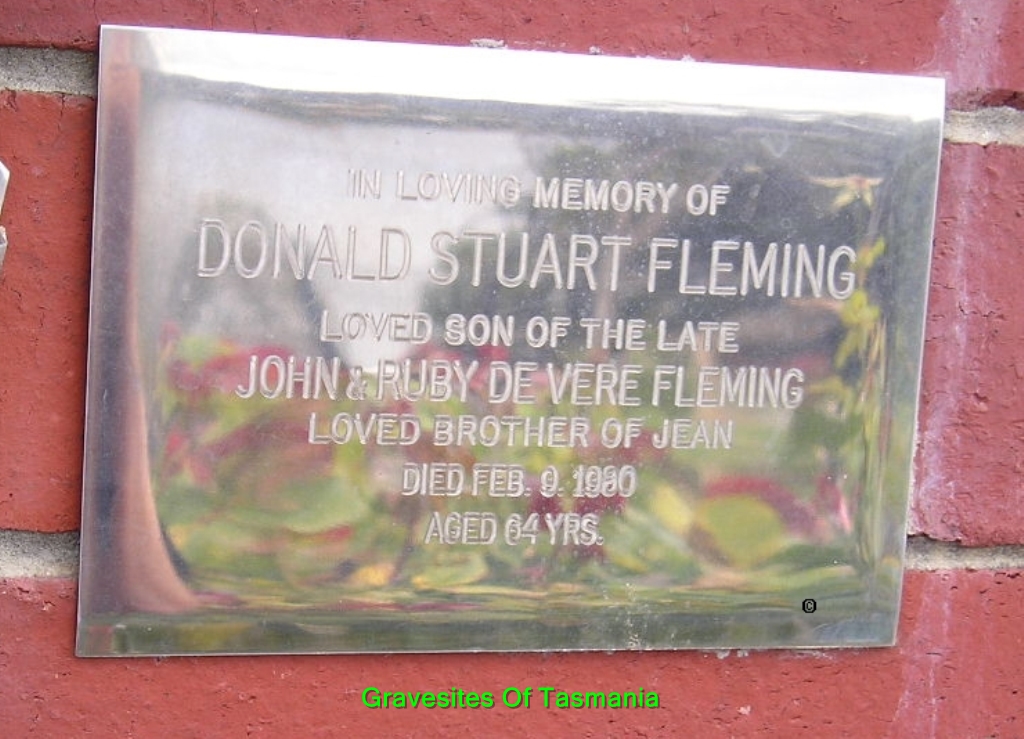 IN LOVING MEMORY OF
DONALD STUART FLEMING
LOVED SON OF THE LATE
JOHN & RUBY DE VERE FLEMING
LOVED BROTHER OF JEAN
DIED FEB. 9. 1980
AGED 64 YRS.
©
Gravesites Of Tasmania